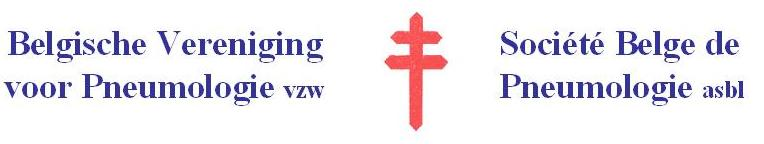 Belgische Vereniging
voor Pneumologie vzw
Société Belge de
Pneumologie asbl